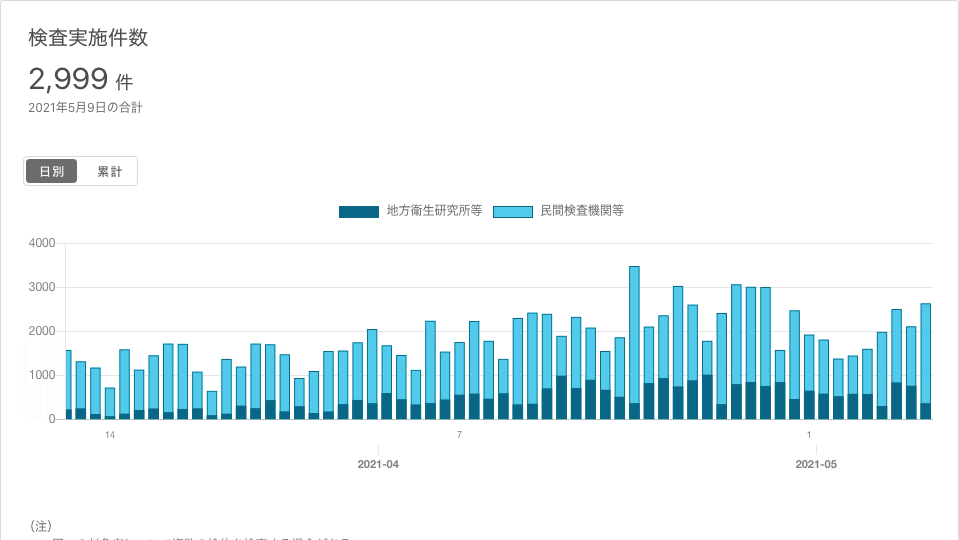 検査実施件数
2,999 件
2021年5月9日の合計
日別 累計
地方衛生研究所等 民間検査機関等
4000
3000
2000
1000
0
14 7 1
2021-04 2021-05
（注）